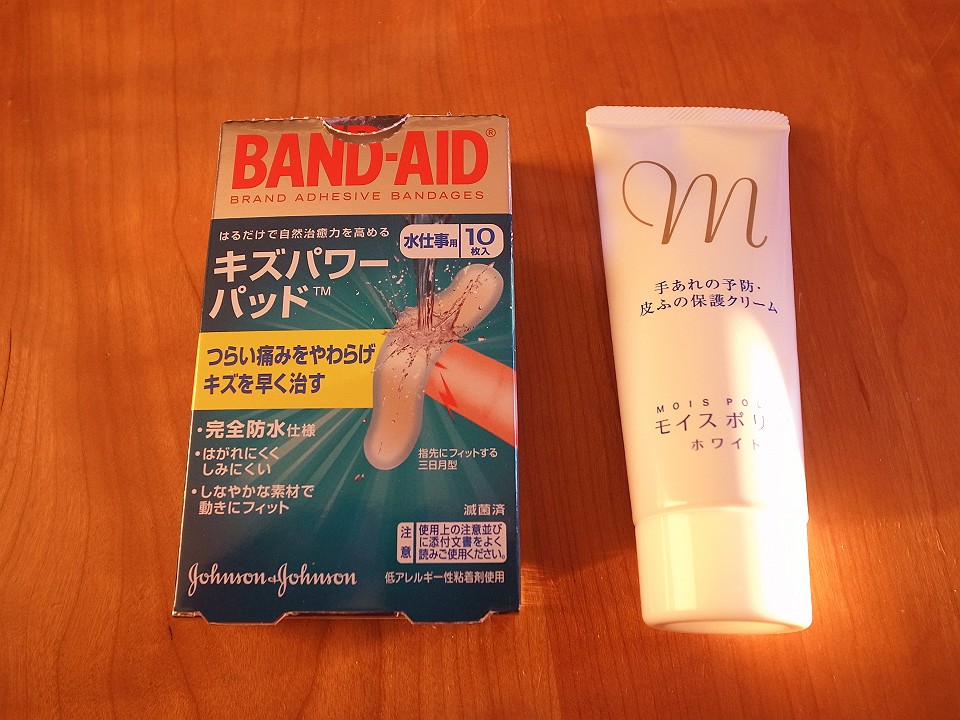 BAND-AID®
BRAND ADHESIVE BANDAGES
はるだけで自然治癒力を高める
水仕事用 10枚入
キズパワー
パッド™
つらい痛みをやわらげ
キズを早く治す
・完全防水仕様
・はがれにくく
しみにくい
・しなやかな素材で
動きにフィット
指先にフィットする
三日月型
滅菌済
注意
使用上の注意並び
に添付文書をよく
読みご使用ください。
Johnson & Johnson
低アレルギー性粘着剤使用
m
手あれの予防・
皮ふの保護クリーム
MOIS
モイスポリ
ホワイト